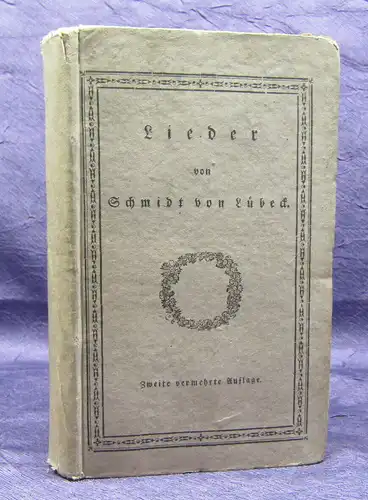 Lieder
von
Schmidt von Lübeck.
Zweite vermehrte Auflage.